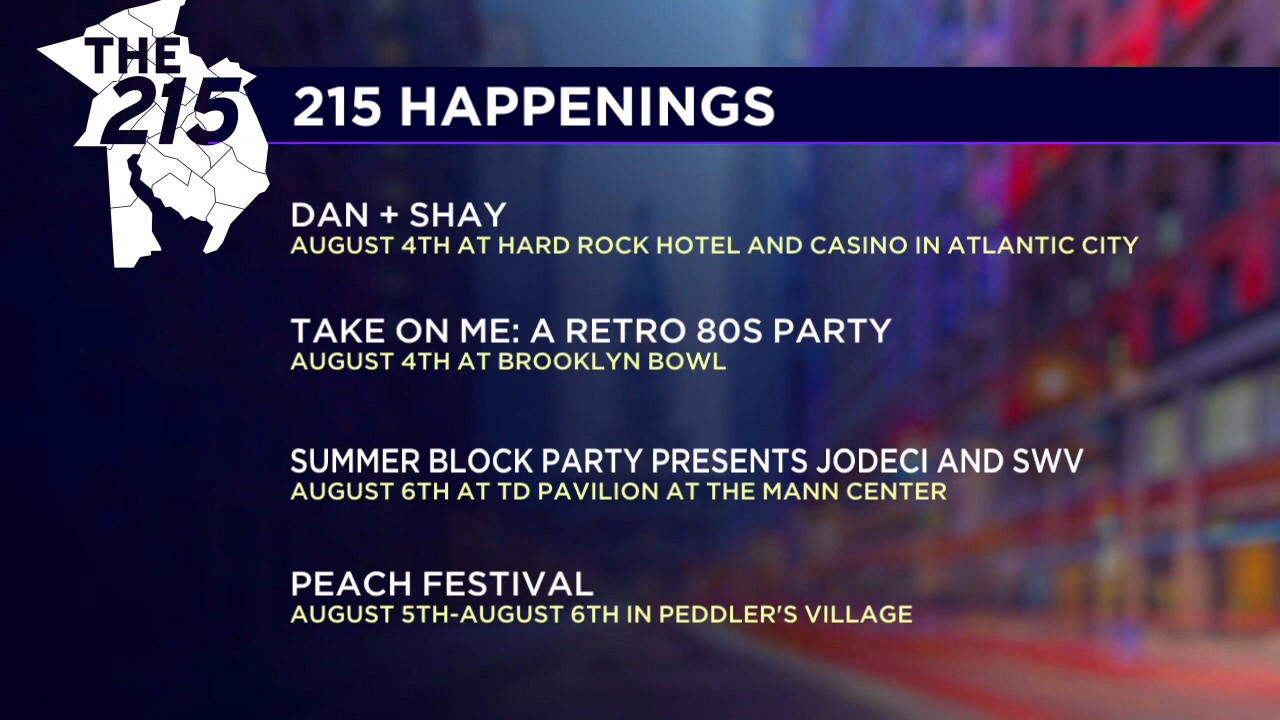 THE
215
215 HAPPENINGS
DAN + SHAY
AUGUST 4TH AT HARD ROCK HOTEL AND CASINO IN ATLANTIC CITY
TAKE ON ME: A RETRO 80S PARTY
AUGUST 4TH AT BROOKLYN BOWL
SUMMER BLOCK PARTY PRESENTS JODECI AND SWV
AUGUST 6TH AT TD PAVILION AT THE MANN CENTER
PEACH FESTIVAL
AUGUST 5TH-AUGUST 6TH IN PEDDLER'S VILLAGE